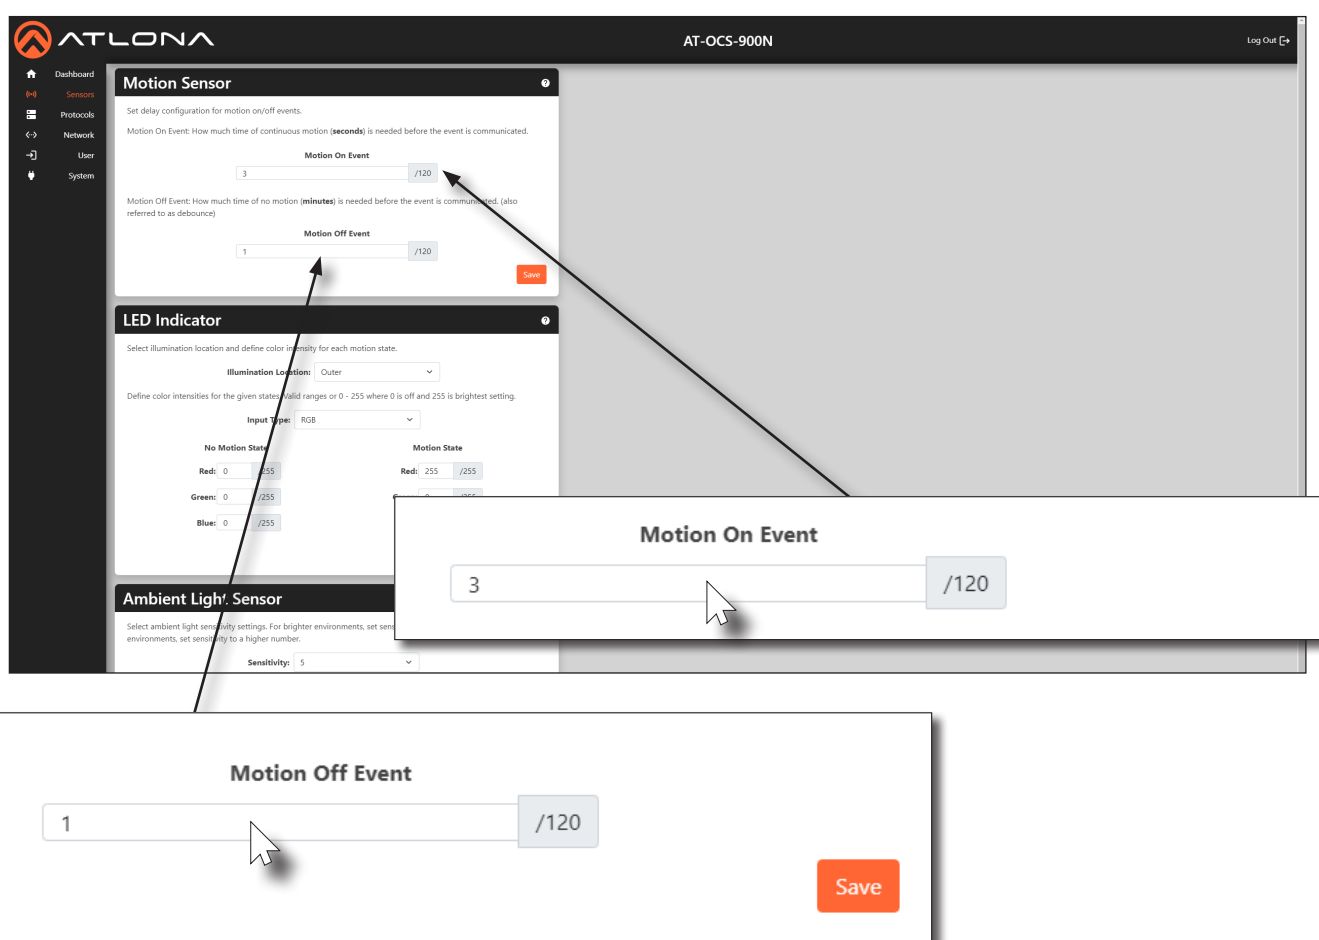 ATLONA
AT-OCS-900N
Log Out
Dashboard
Sensors
Protocols
Network
User
System
Motion Sensor
Set delay configuration for motion on/off events.
Motion On Event: How much time of continuous motion (seconds) is needed before the event is communicated.
Motion On Event
3 /120
Motion Off Event: How much time of no motion (minutes) is needed before the event is communicated. (also
referred to as debounce)
Motion Off Event
1 /120
Save
LED Indicator
Select illumination location and define color intensity for each motion state.
Illumination Location: Outer
Define color intensities for the given states. Valid ranges or 0 - 255 where 0 is off and 255 is brightest setting.
Input Type: RGB
No Motion State Motion State
Red: 0 /255 Red: 255 /255
Green: 0 /255
Blue: 0 /255
Ambient Light Sensor
Select ambient light sensitivity settings. For brighter environments, set
environments, set sensitivity to a higher number.
Sensitivity: 5
Motion On Event
3 /120
Motion Off Event
1 /120
Save